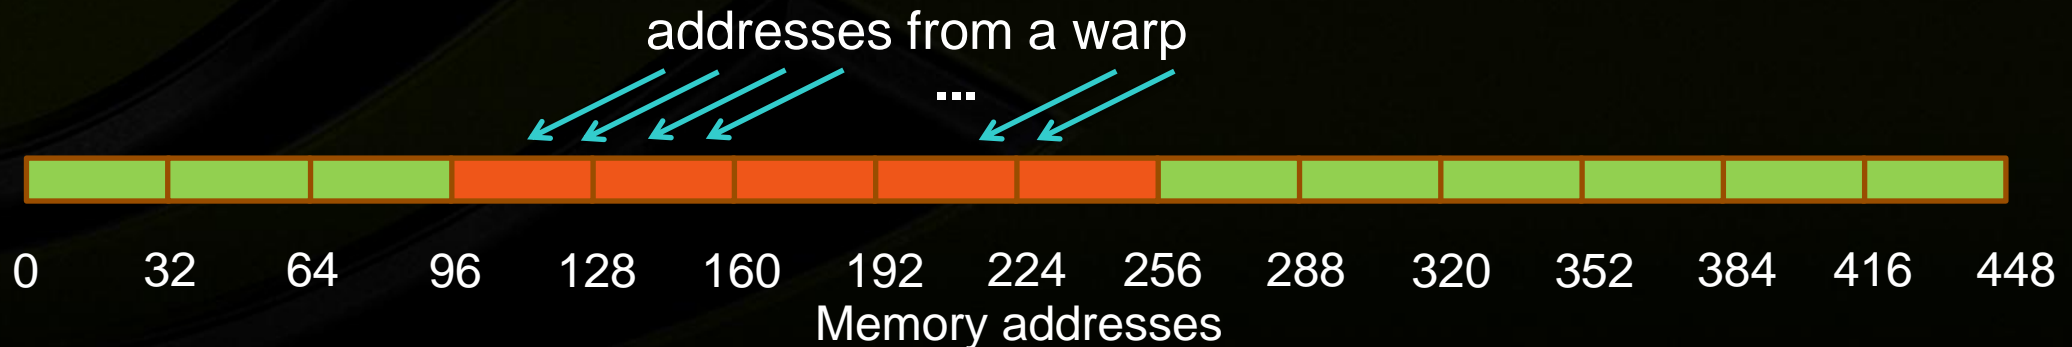 addresses from a warp
...
0 32 64 96 128 160 192 224 256 288 320 352 384 416 448
Memory addresses